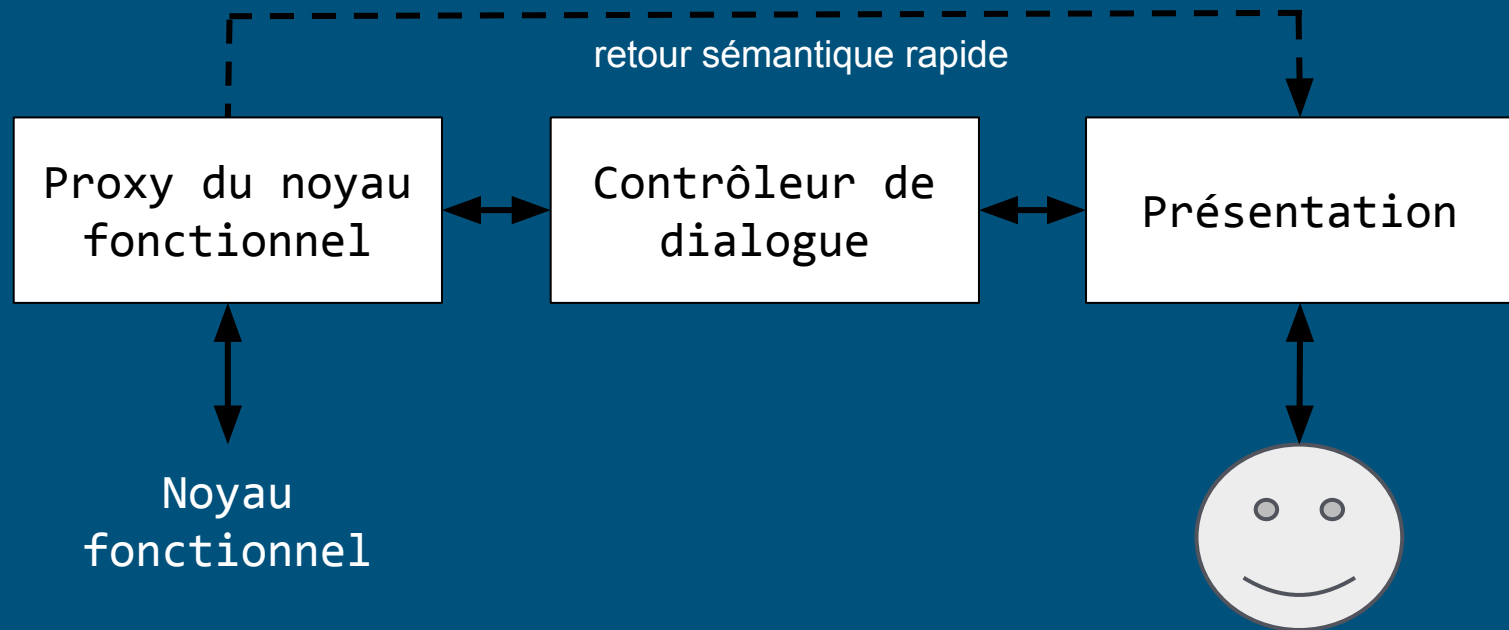 retour sémantique rapide
Proxy du noyau
fonctionnel
Contrôleur de
dialogue
Présentation
Noyau
fonctionnel